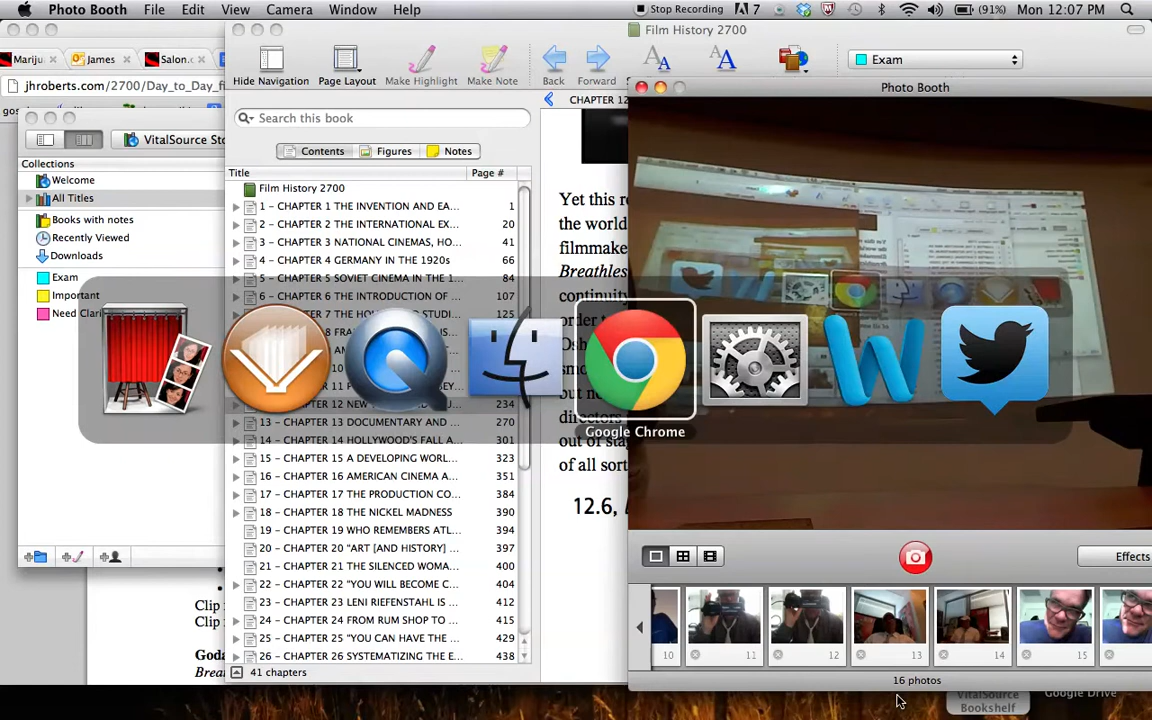 Photo Booth File Edit View Camera Window Help Stop Recording 7 (91%) Mon 12:07 PM
Mariju James Salon.c
jhroberts.com/2700/Day_to_Day_f
VitalSource Sto
Collections
Welcome
All Titles
Books with notes
Recently Viewed
Downloads
Exam
Important
Need Clari
Film History 2700
Hide Navigation Page Layout Make Highlight Make Note Back Forward
Exam
CHAPTER 12
Search this book
Contents Figures Notes
Title Page #
Film History 2700
1 – CHAPTER 1 THE INVENTION AND EA... 1
2 – CHAPTER 2 THE INTERNATIONAL EX... 20
3 – CHAPTER 3 NATIONAL CINEMAS, HO... 41
4 – CHAPTER 4 GERMANY IN THE 1920s 66
5 – CHAPTER 5 SOVIET CINEMA IN THE 1... 84
6 – CHAPTER 6 THE INTRODUCTION OF ... 107
12 234
13 – CHAPTER 13 DOCUMENTARY AND ... 270
14 – CHAPTER 14 HOLLYWOOD'S FALL A... 301
15 – CHAPTER 15 A DEVELOPING WORL... 323
16 – CHAPTER 16 AMERICAN CINEMA A... 351
17 – CHAPTER 17 THE PRODUCTION CO... 384
18 – CHAPTER 18 THE NICKEL MADNESS 390
19 – CHAPTER 19 WHO REMEMBERS ATL... 394
20 – CHAPTER 20 "ART [AND HISTORY] ... 397
21 – CHAPTER 21 THE SILENCED WOMA... 400
22 – CHAPTER 22 "YOU WILL BECOME C... 404
23 – CHAPTER 23 LENI RIEFENSTAHL IS ... 412
24 – CHAPTER 24 FROM RUM SHOP TO ... 415
25 – CHAPTER 25 "YOU CAN HAVE THE ... 429
26 – CHAPTER 26 SYSTEMATIZING THE E... 438
41 chapters
Yet this r
the world
filmmake
Breathles
continuity
order t
Osh
smo
but no
directors
out of sta
of all sort
12.6,
Photo Booth
Google Chrome
Effects
10 11 12 13 14 15
16 photos
Clip
Clip
Goda
Brea
VitalSource
Bookshelf
Google Drive